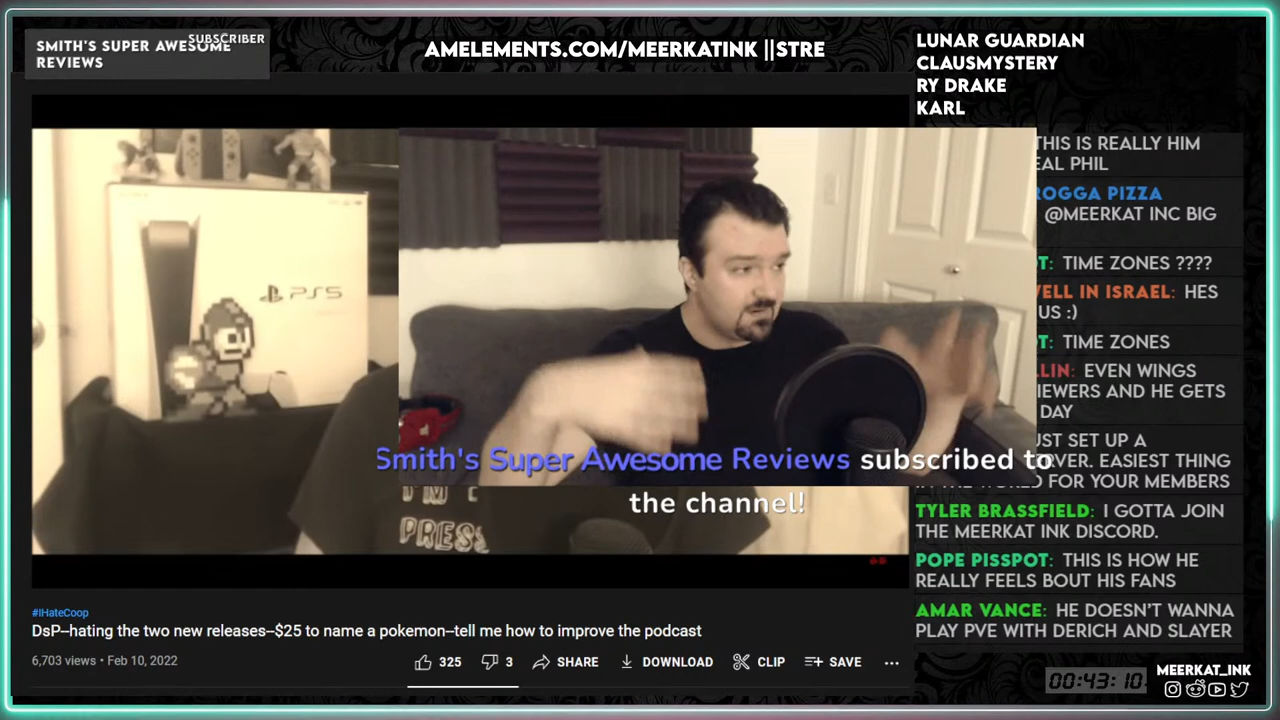 SMITH'S SUPER AWESOME
REVIEWS
SUBSCRIBER
AMELEMENTS.COM/MEERKATINK ||STRE
LUNAR GUARDIAN
CLAUSMYSTERY
RY DRAKE
KARL
THIS IS REALLY HIM
EAL PHIL
ROGGA PIZZA
@MEERKAT INC BIG
T: TIME ZONES ????
VELL IN ISRAEL: HES
US :)
T: TIME ZONES
LLIN: EVEN WINGS
IEWERS AND HE GETS
DAY
UST SET UP A
RVER. EASIEST THING
IN THE WORLD FOR YOUR MEMBERS
TYLER BRASSFIELD: I GOTTA JOIN
THE MEERKAT INK DISCORD.
POPE PISSPOT: THIS IS HOW HE
REALLY FEELS BOUT HIS FANS
AMAR VANCE: HE DOESN'T WANNA
PLAY PVE WITH DERICH AND SLAYER
PS5
Smith's Super Awesome Reviews subscribed to
the channel!
I'M
PRESS
#IHateCoop
DsP--hating the two new releases--$25 to name a pokemon--tell me how to improve the podcast
6,703 views • Feb 10, 2022
325
3
SHARE
DOWNLOAD
CLIP
SAVE
00:43:10
MEERKAT_INK